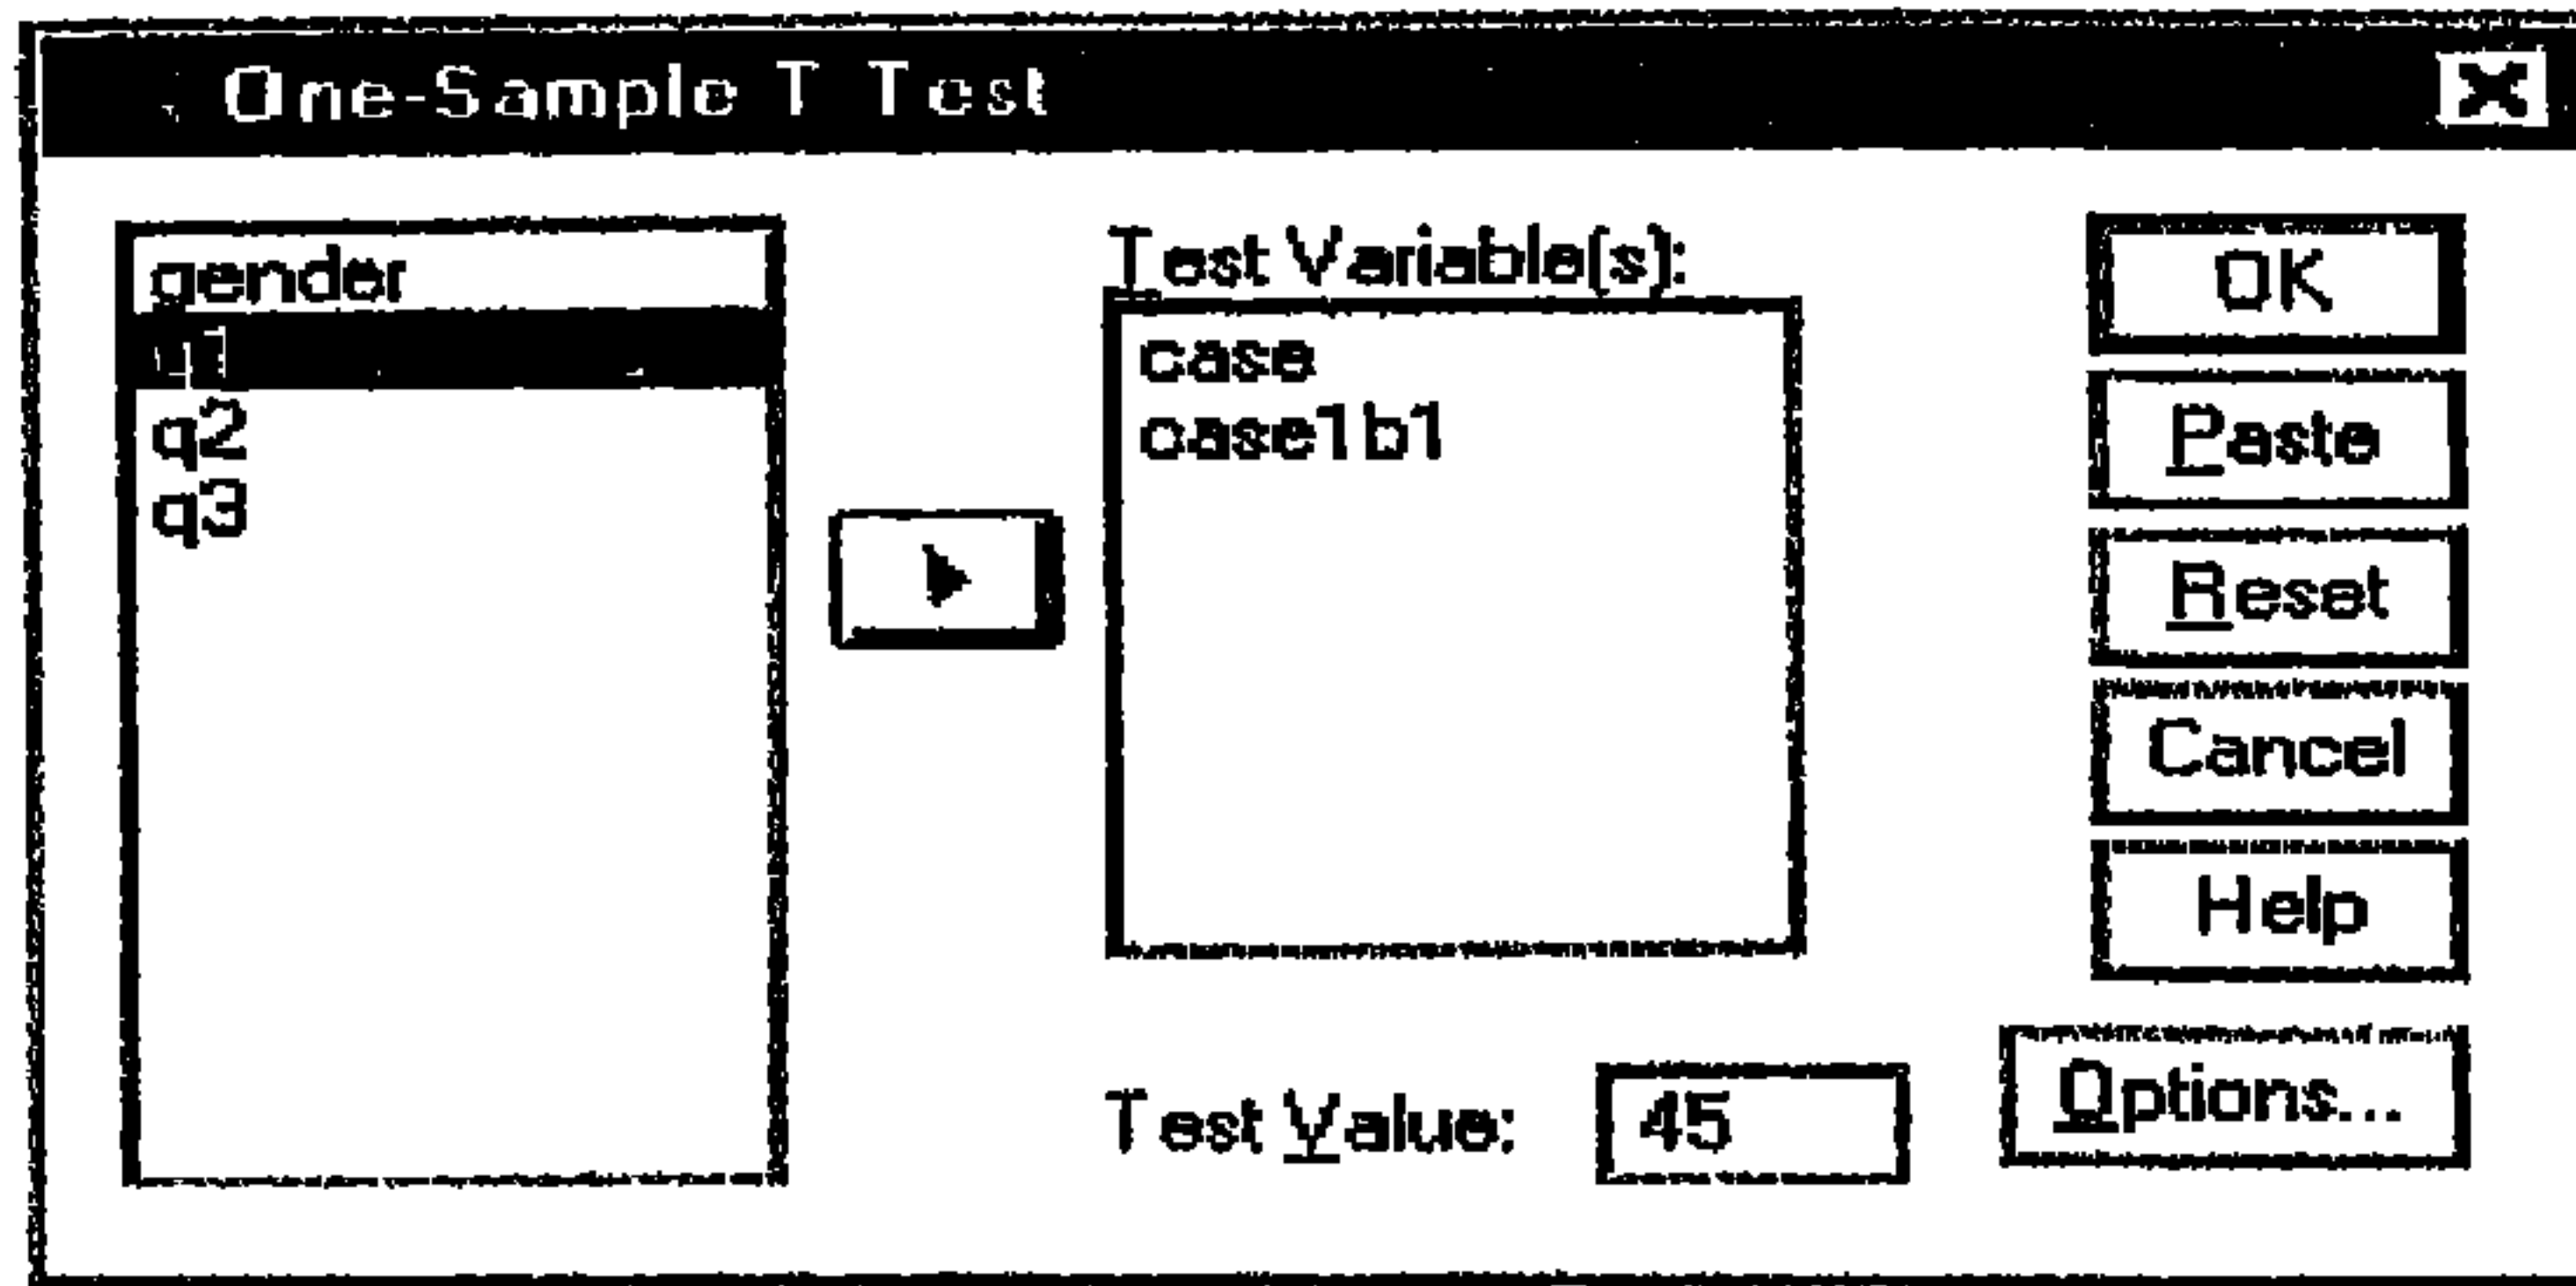 One-Sample T Test
gender
q2
q3
Test Variable(s):
case
case1b1
Test Value: 45
OK
Paste
Reset
Cancel
Help
Options...